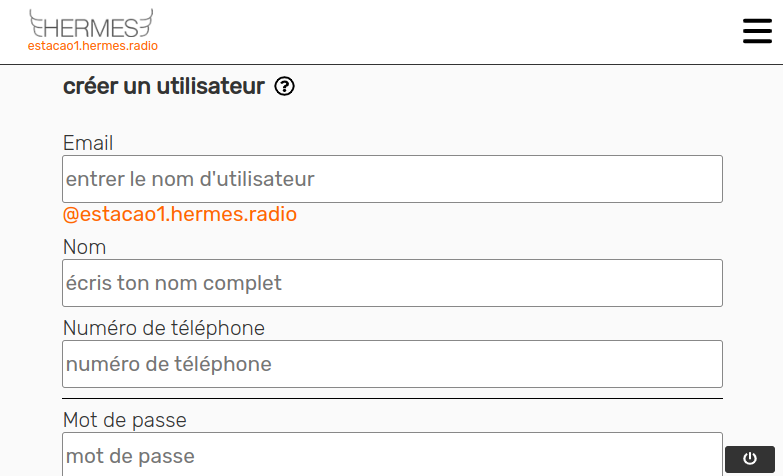 HERMES
estacao1.hermes.radio
créer un utilisateur
Email
entrer le nom d'utilisateur
@estacao1.hermes.radio
Nom
écris ton nom complet
Numéro de téléphone
numéro de téléphone
Mot de passe
mot de passe